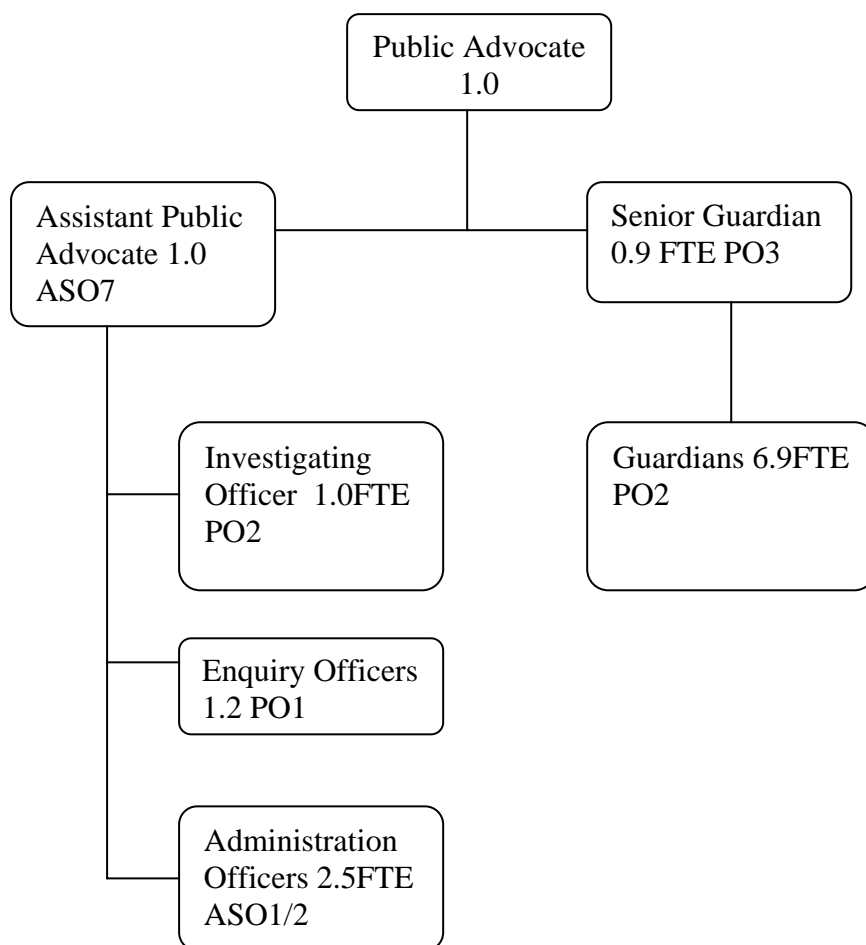 Public Advocate
1.0
Assistant Public
Advocate 1.0
ASO7
Senior Guardian
0.9 FTE PO3
Investigating
Officer  1.0FTE
PO2
Guardians 6.9FTE
PO2
Enquiry Officers
1.2 PO1
Administration
Officers 2.5FTE
ASO1/2